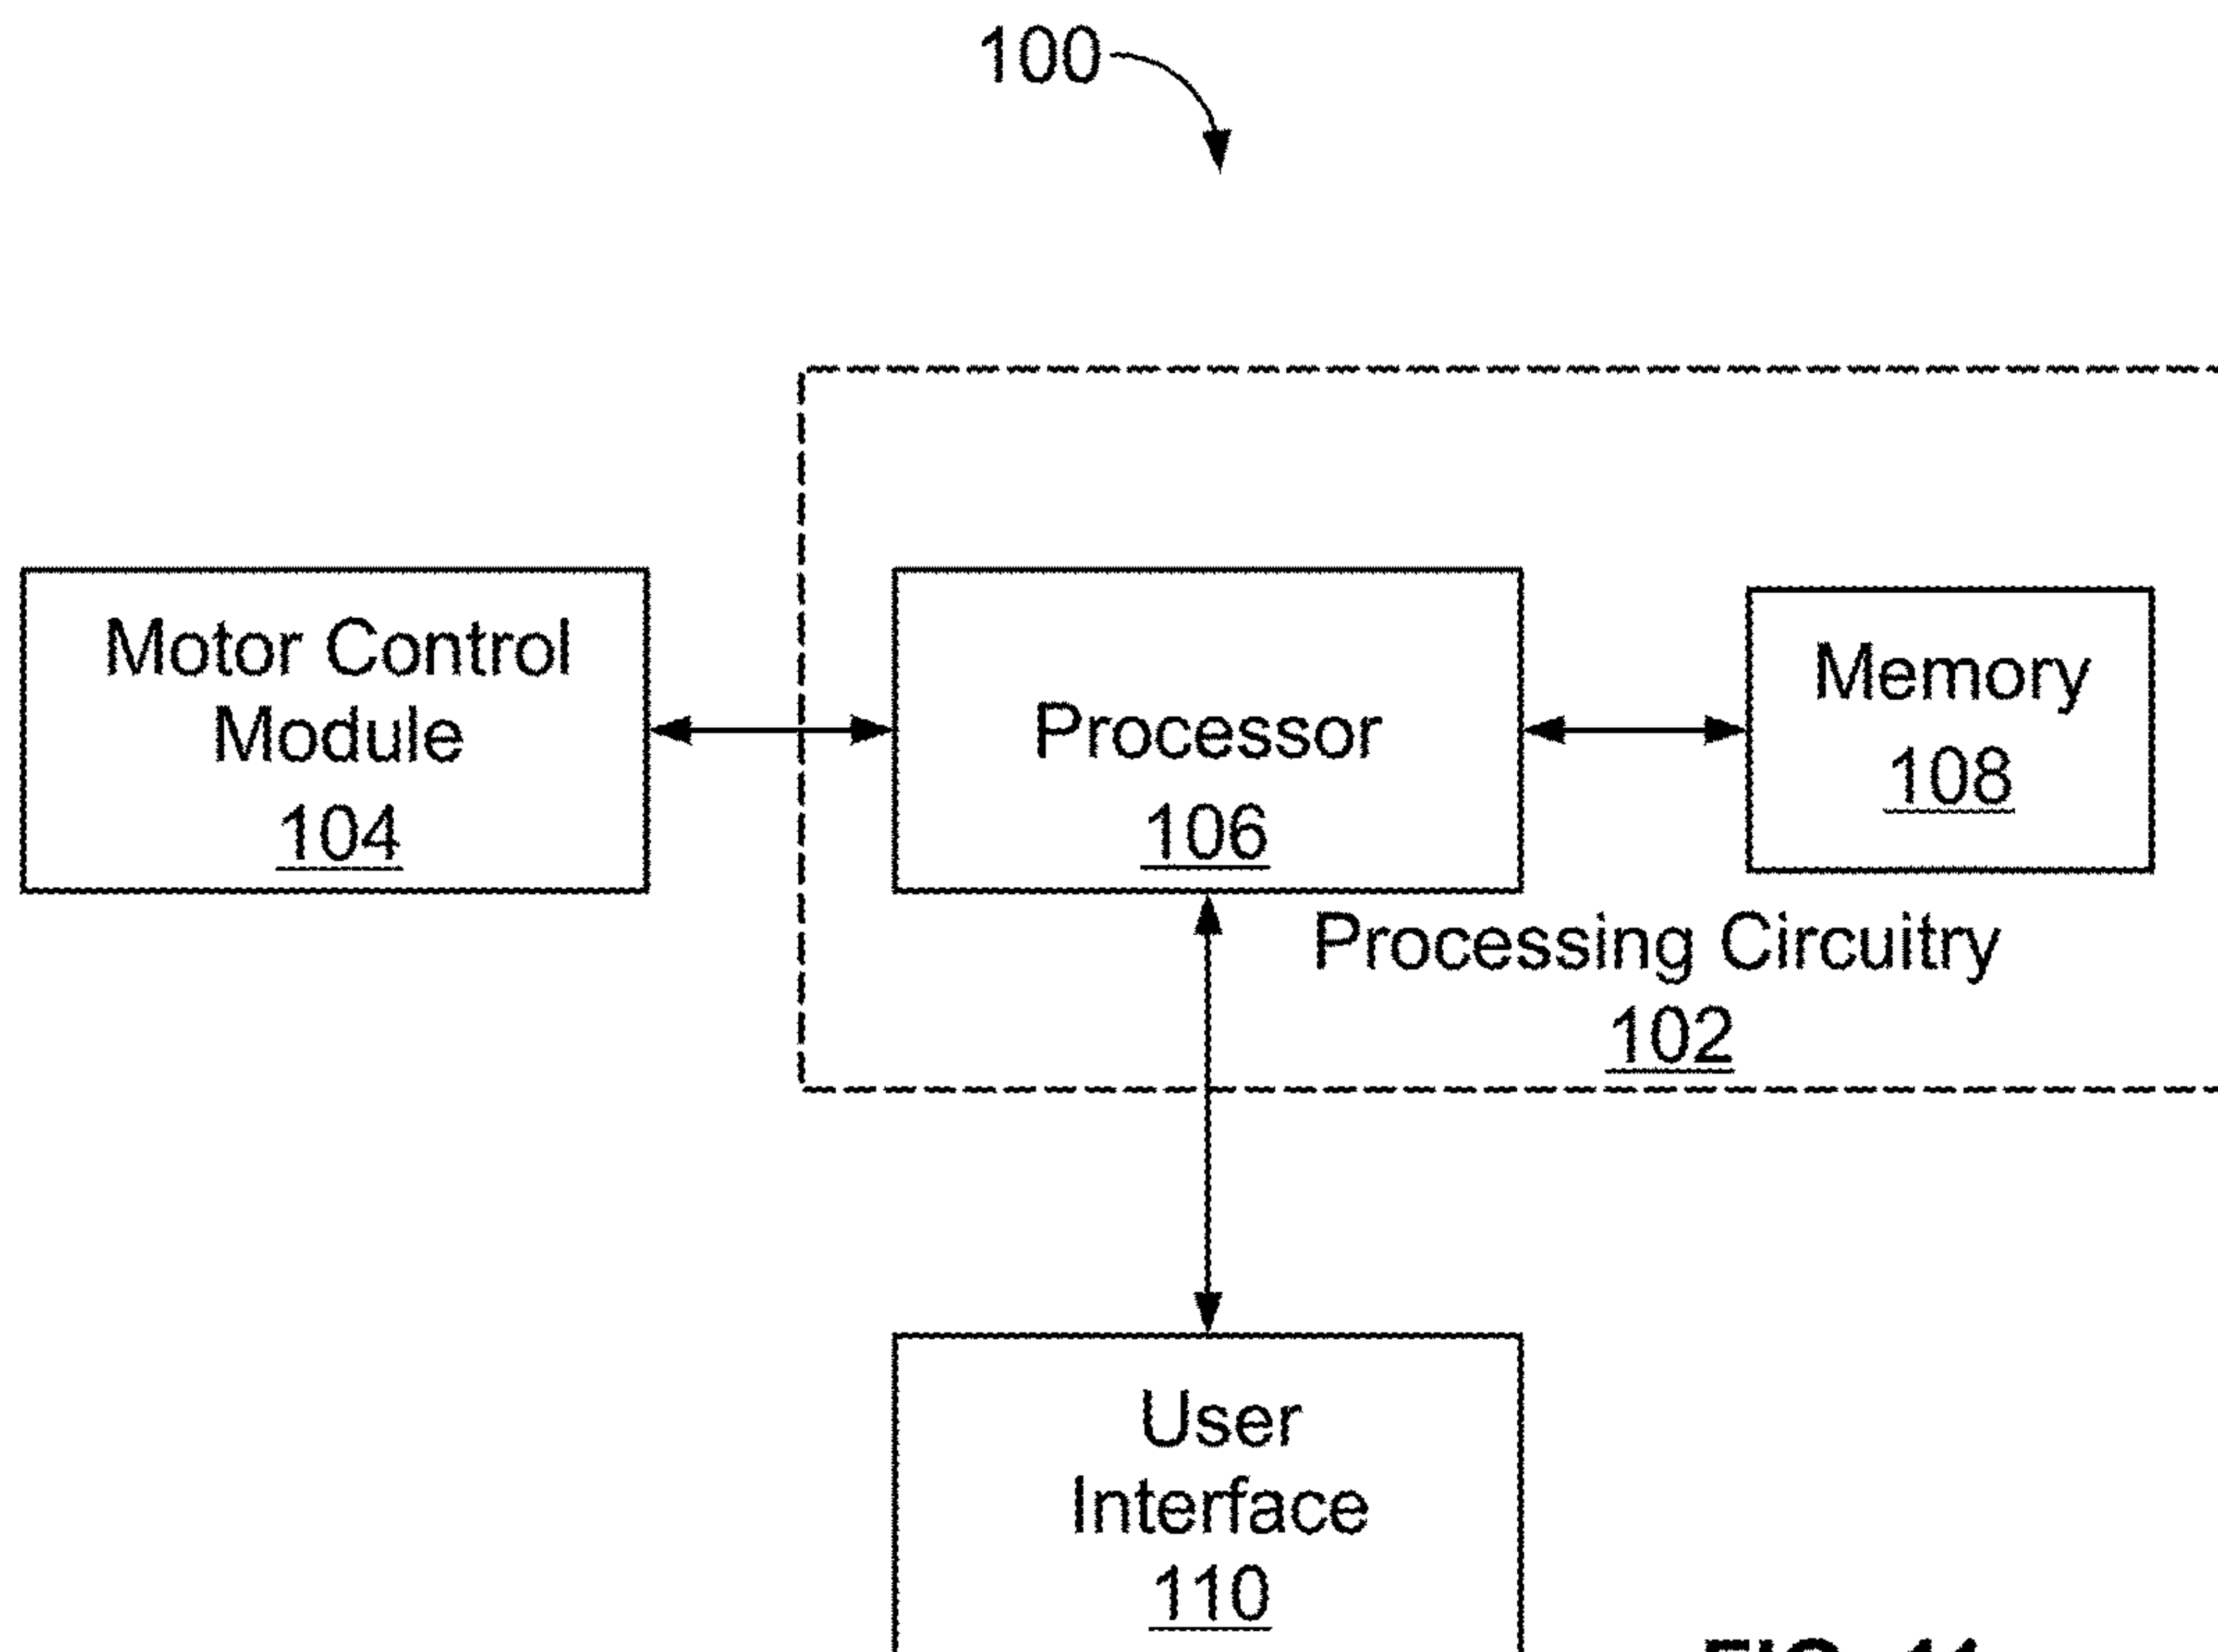 100
Motor Control
Module
104
Processor
106
Memory
108
Processing Circuitry
102
User
Interface
110